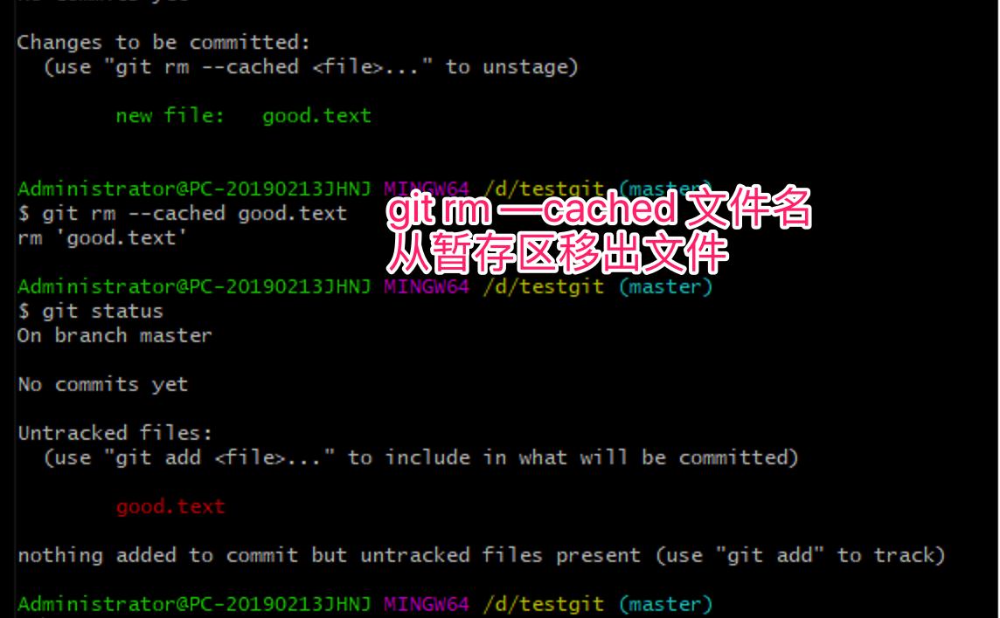 No commits yet
Changes to be committed:
(use "git rm --cached <file>..." to unstage)
new file: good.text
Administrator@PC-20190213JHNJ MINGW64 /d/testgit (master)
$ git rm --cached good.text
git rm —cached 文件名
rm 'good.text'
从暂存区移出文件
Administrator@PC-20190213JHNJ MINGW64 /d/testgit (master)
$ git status
On branch master
No commits yet
Untracked files:
(use "git add <file>..." to include in what will be committed)
good.text
nothing added to commit but untracked files present (use "git add" to track)
Administrator@PC-20190213JHNJ MINGW64 /d/testgit (master)